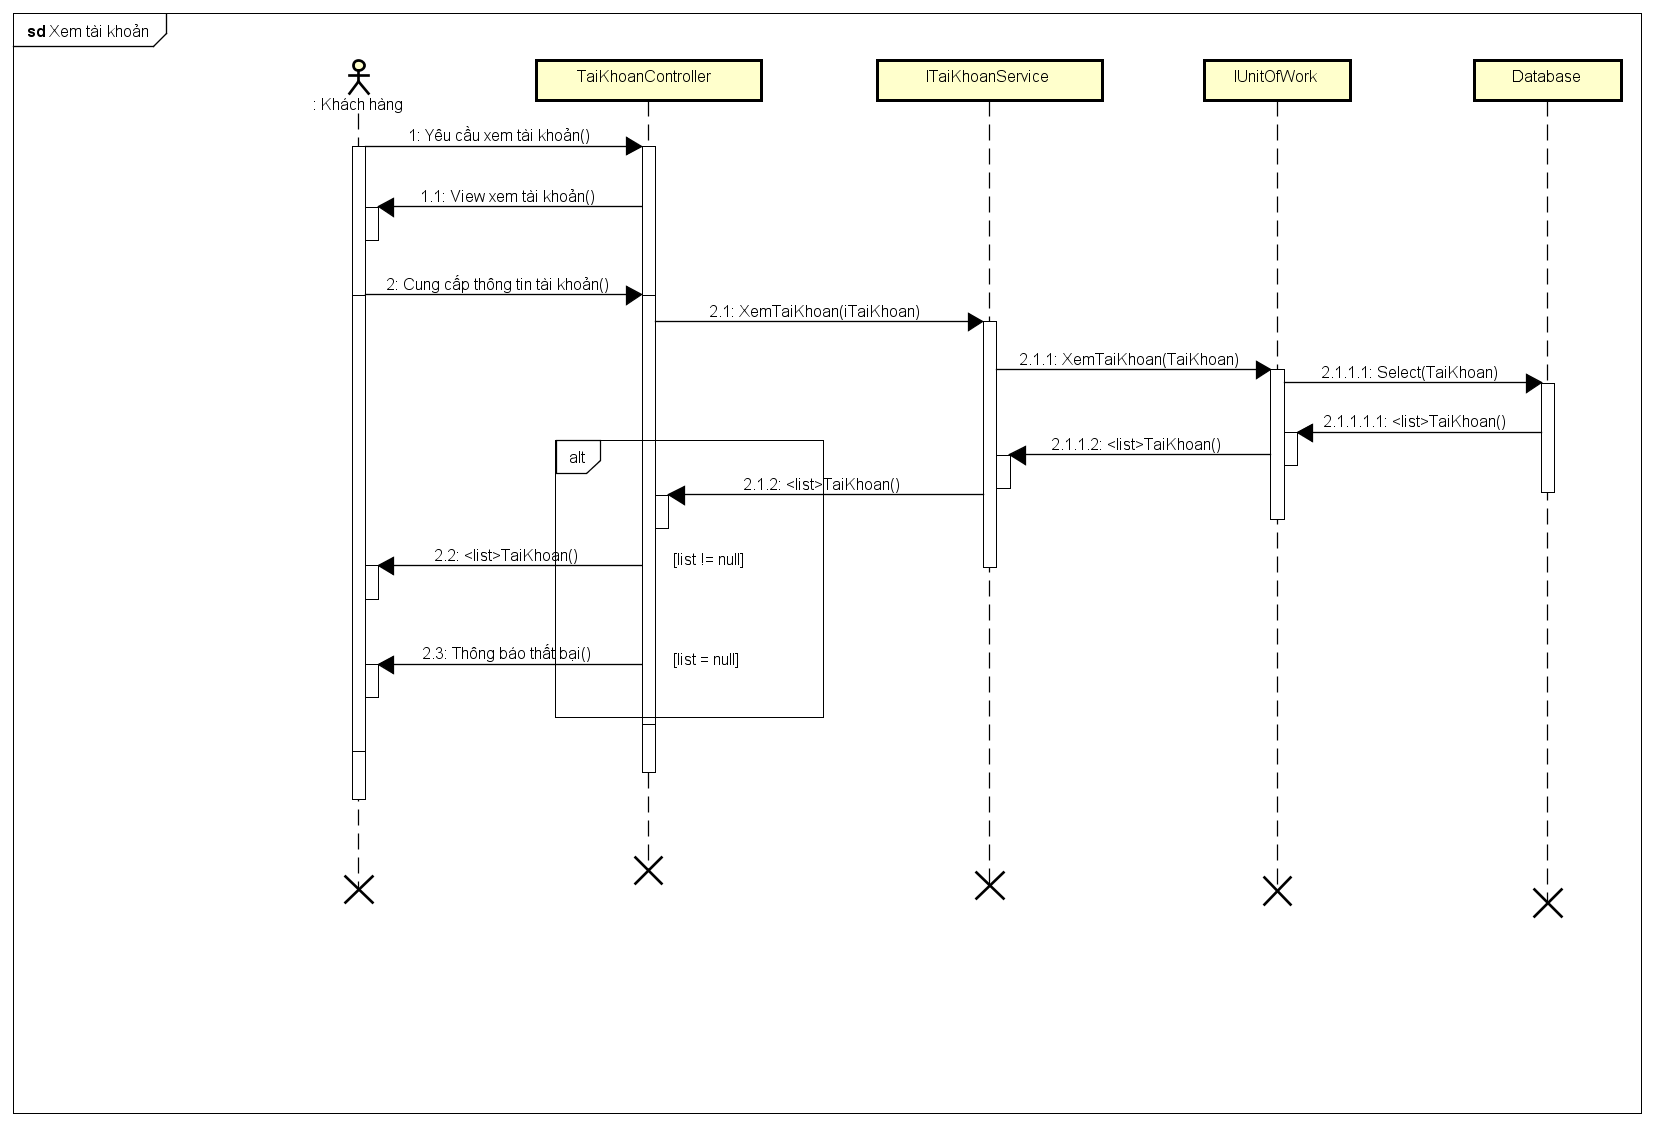 sd Xem tài khoản
: Khách hàng
TaiKhoanController
ITaiKhoanService
IUnitOfWork
Database
1: Yêu cầu xem tài khoản()
1.1: View xem tài khoản()
2: Cung cấp thông tin tài khoản()
2.1: XemTaiKhoan(iTaiKhoan)
2.1.1: XemTaiKhoan(TaiKhoan)
2.1.1.1: Select(TaiKhoan)
2.1.1.1.1: <list>TaiKhoan()
2.1.1.2: <list>TaiKhoan()
alt
2.1.2: <list>TaiKhoan()
2.2: <list>TaiKhoan()
[list != null]
2.3: Thông báo thất bại()
[list = null]